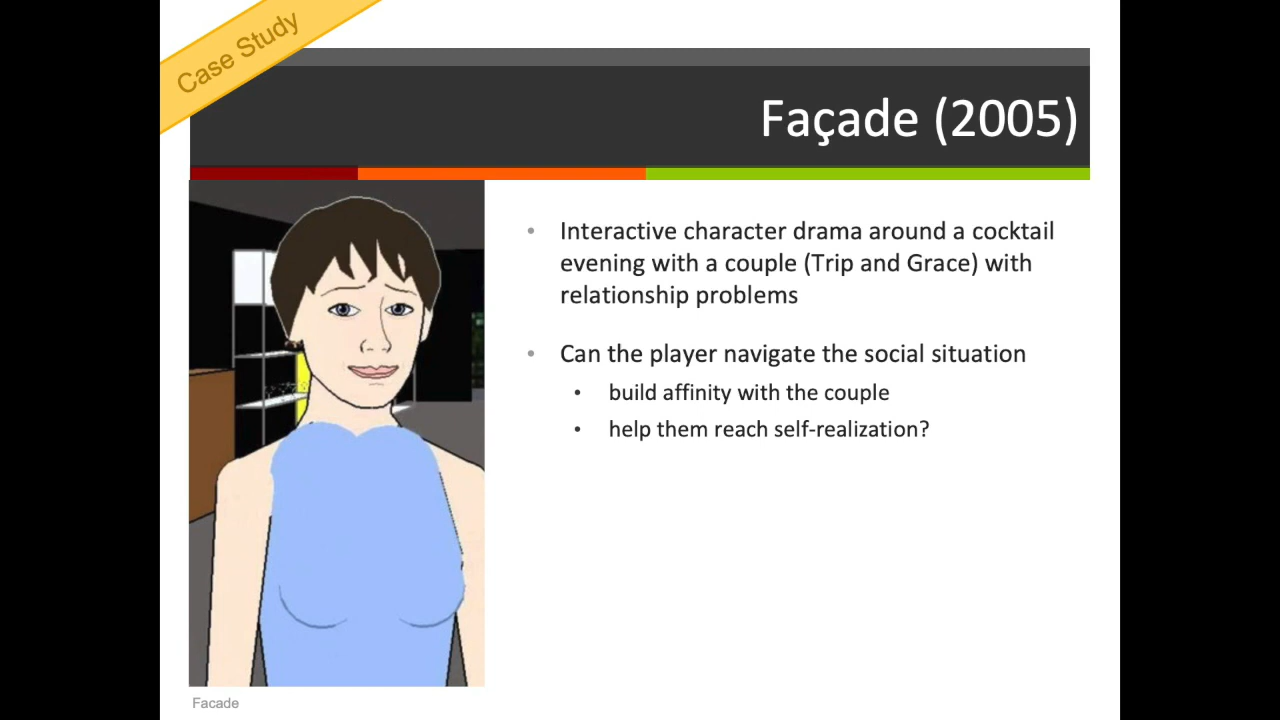 Case Study
Façade (2005)
• Interactive character drama around a cocktail
evening with a couple (Trip and Grace) with
relationship problems
• Can the player navigate the social situation
• build affinity with the couple
• help them reach self-realization?
Facade